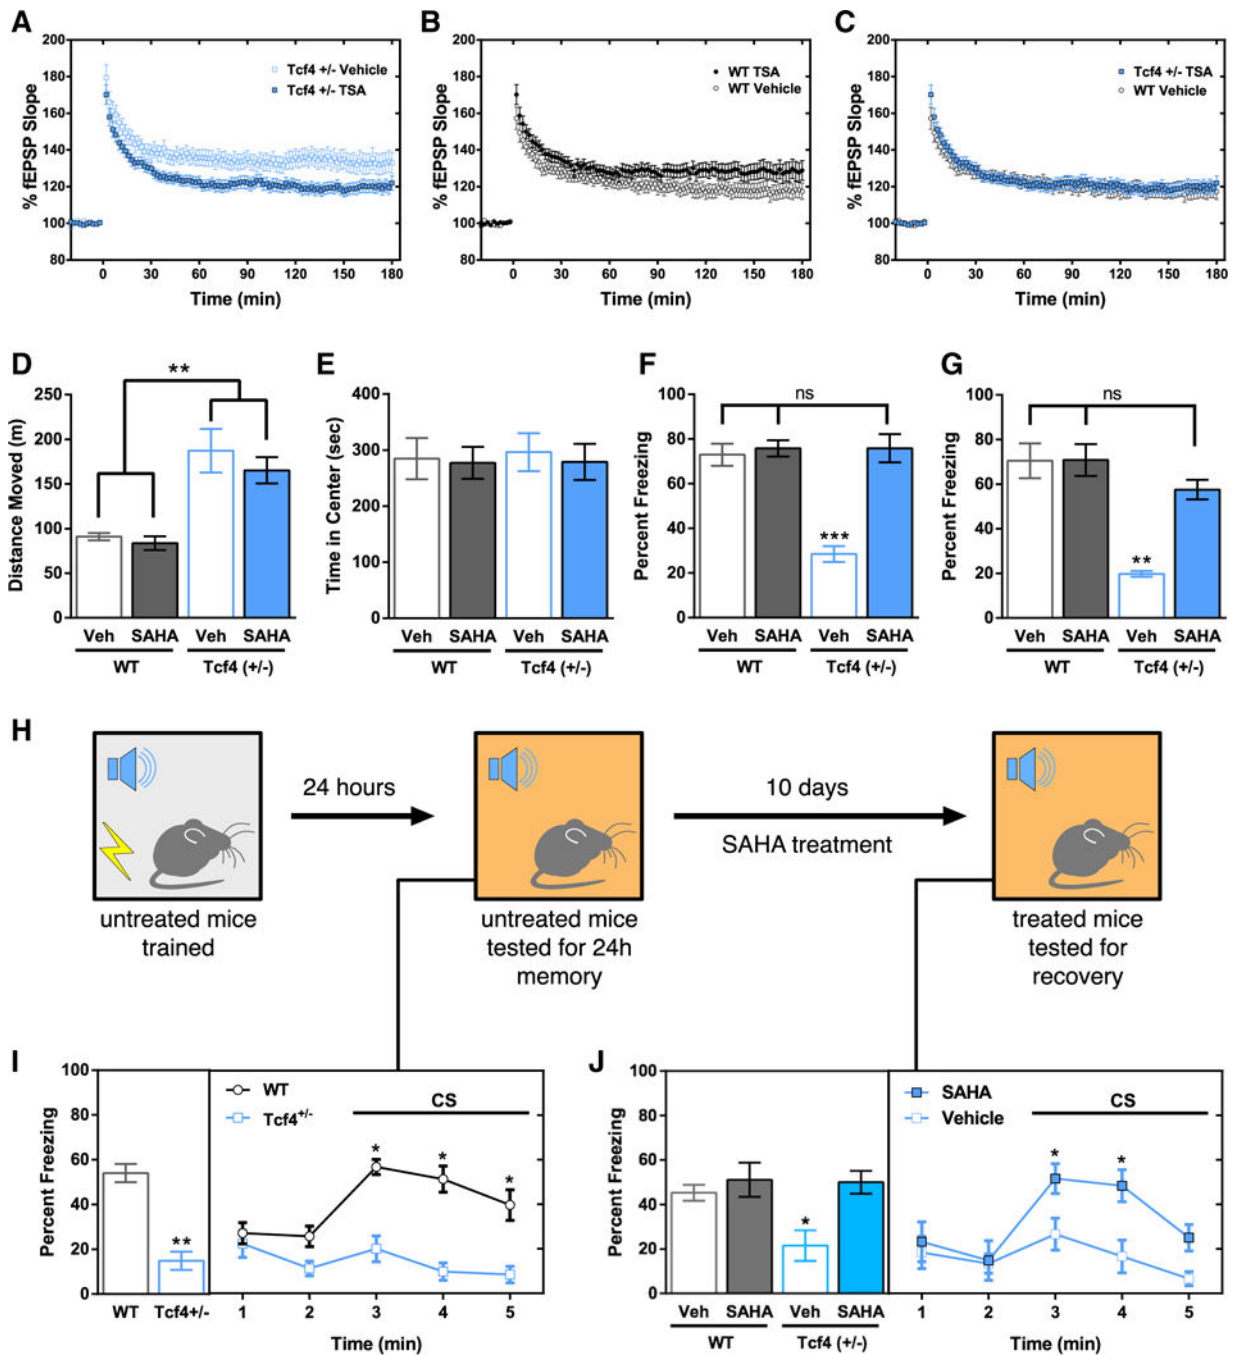 A
200
180
160
140
120
100
80
% fEPSP Slope
Tcf4 +/- Vehicle
Tcf4 +/- TSA
0 30 60 90 120 150 180
Time (min)
B
200
180
160
140
120
100
80
% fEPSP Slope
WT TSA
WT Vehicle
0 30 60 90 120 150 180
Time (min)
C
200
180
160
140
120
100
80
% fEPSP Slope
Tcf4 +/- TSA
WT Vehicle
0 30 60 90 120 150 180
Time (min)
D
250
200
150
100
50
0
Distance Moved (m)
**
Veh SAHA Veh SAHA
WT Tcf4 (+/-)
E
400
300
200
100
0
Time in Center (sec)
Veh SAHA Veh SAHA
WT Tcf4 (+/-)
F
100
80
60
40
20
0
Percent Freezing
ns
***
Veh SAHA Veh SAHA
WT Tcf4 (+/-)
G
100
80
60
40
20
0
Percent Freezing
ns
**
Veh SAHA Veh SAHA
WT Tcf4 (+/-)
H
24 hours
10 days
SAHA treatment
untreated mice
trained
untreated mice
tested for 24h
memory
treated mice
tested for
recovery
I
100
80
60
40
20
0
Percent Freezing
**
WT Tcf4+/-
WT
Tcf4+/-
CS
* * *
1 2 3 4 5
Time (min)
J
100
80
60
40
20
0
Percent Freezing
*
Veh SAHA Veh SAHA
WT Tcf4 (+/-)
SAHA
Vehicle
CS
* *
1 2 3 4 5
Time (min)